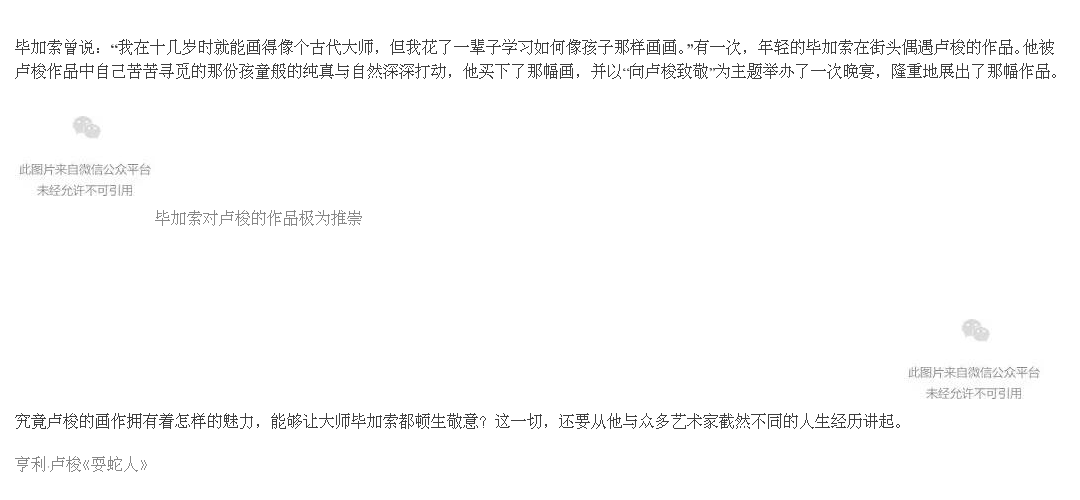 毕加索曾说：“我在十几岁时就能画得像个古代大师，但我花了一辈子学习如何像孩子那样画画。”有一次，年轻的毕加索在街头偶遇卢梭的作品。他被
卢梭作品中自己苦苦寻觅的那份孩童般的纯真与自然深深打动，他买下了那幅画，并以“向卢梭致敬”为主题举办了一次晚宴，隆重地展出了那幅作品。
此图片来自微信公众平台
未经允许不可引用
毕加索对卢梭的作品极为推崇
此图片来自微信公众平台
未经允许不可引用
究竟卢梭的画作拥有着怎样的魅力，能够让大师毕加索都顿生敬意？这一切，还要从他与众多艺术家截然不同的人生经历讲起。
亨利.卢梭《耍蛇人》